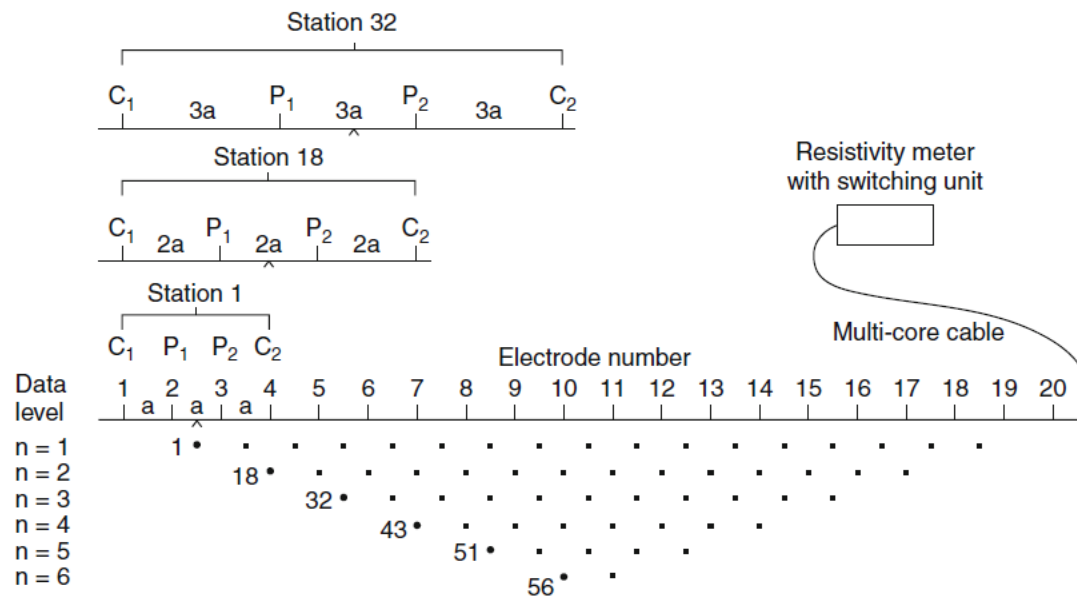 Station 32
C₁ 3a P₁ 3a P₂ 3a C₂
Station 18
C₁ 2a P₁ 2a P₂ 2a C₂
Station 1
C₁ P₁ P₂ C₂
Resistivity meter
with switching unit
Multi-core cable
Electrode number
Data
level
1 2 3 4 5 6 7 8 9 10 11 12 13 14 15 16 17 18 19 20
a a a
n = 1 1
n = 2 18
n = 3 32
n = 4 43
n = 5 51
n = 6 56